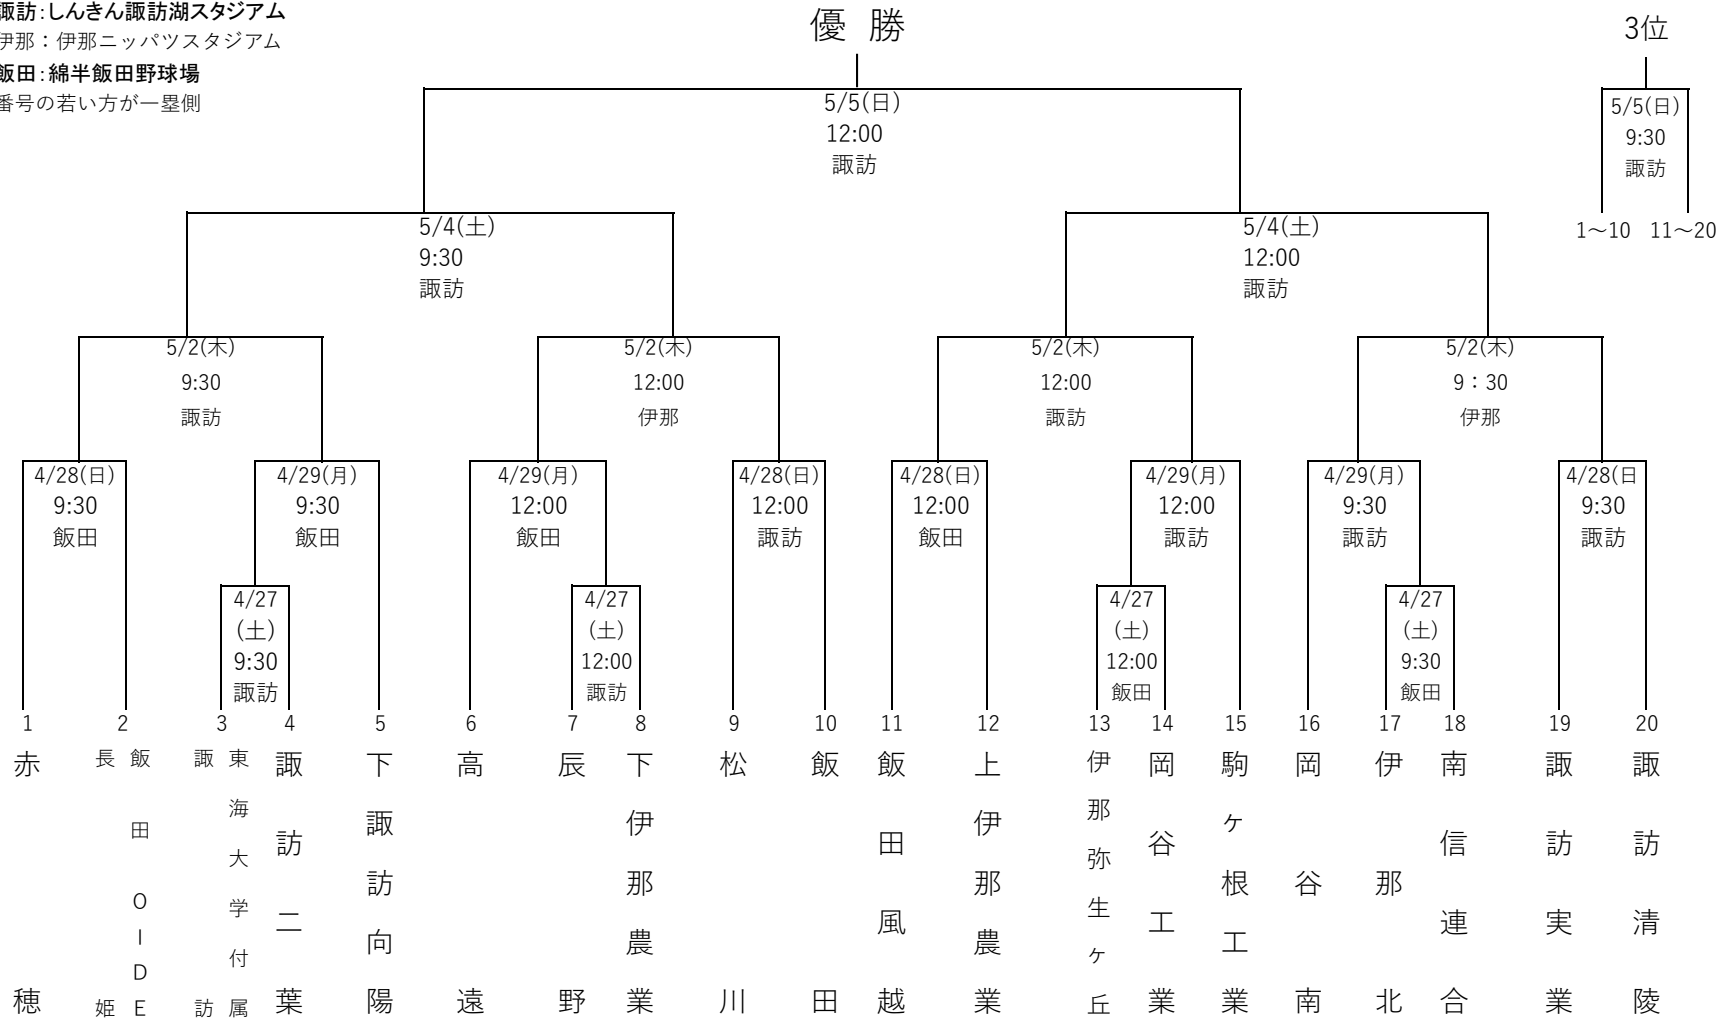 諏訪：しんきん諏訪湖スタジアム
伊那：伊那ニッパツスタジアム
飯田：綿半飯田野球場
番号の若い方が一塁側
優 勝
3位
5/5(日)
12:00
諏訪
5/5(日)
9:30
諏訪
1～10 11～20
5/4(土)
9:30
諏訪
5/4(土)
12:00
諏訪
5/2(木)
9:30
諏訪
5/2(木)
12:00
伊那
5/2(木)
12:00
諏訪
5/2(木)
9：30
伊那
4/28(日)
9:30
飯田
4/29(月)
9:30
飯田
4/29(月)
12:00
飯田
4/28(日)
12:00
諏訪
4/28(日)
12:00
飯田
4/29(月)
12:00
諏訪
4/29(月)
9:30
諏訪
4/28(日
9:30
諏訪
4/27
(土)
9:30
諏訪
4/27
(土)
12:00
諏訪
4/27
(土)
12:00
飯田
4/27
(土)
9:30
飯田
1 2 3 4 5 6 7 8 9 10 11 12 13 14 15 16 17 18 19 20
赤穂
飯田OIDE
長姫
東海大学付属
諏訪
諏訪二葉
下諏訪向陽
高遠
辰野
下伊那農業
松川
飯田
飯田風越
上伊那農業
伊那弥生ヶ丘
岡谷工業
駒ヶ根工業
岡谷南
伊那北
南信連合
諏訪実業
諏訪清陵